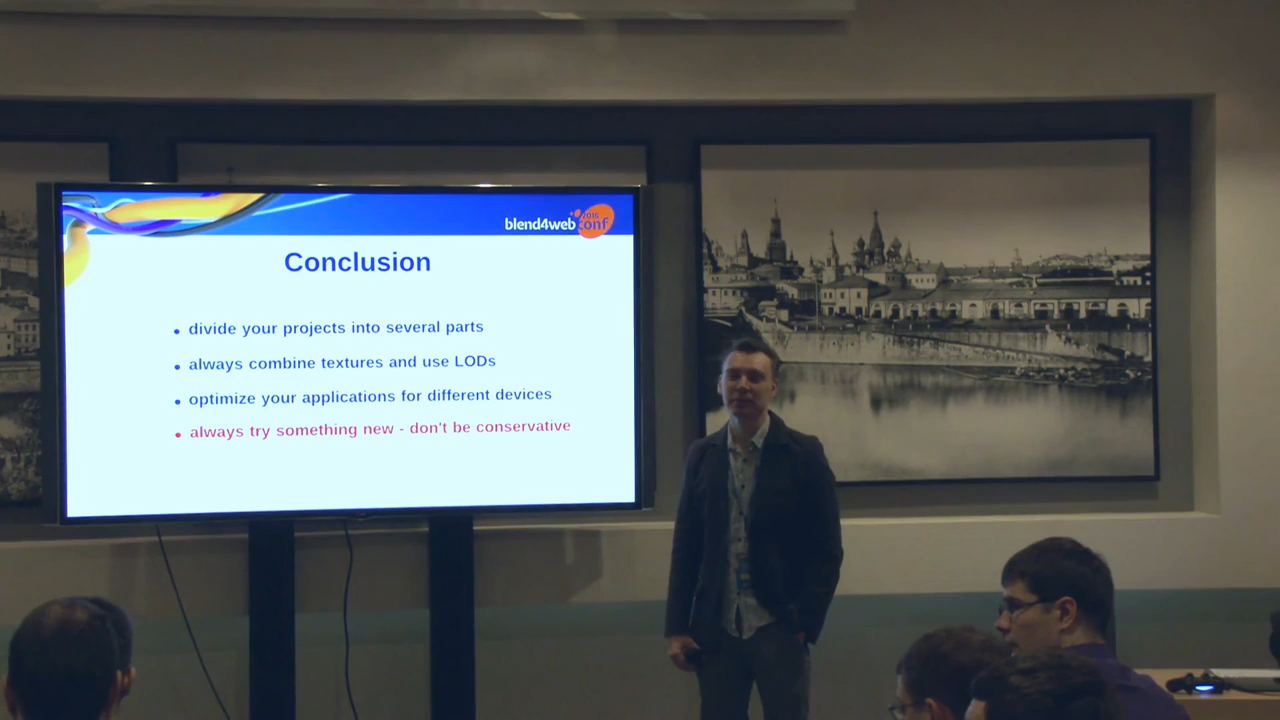 blend4web
2016
conf
Conclusion
divide your projects into several parts
always combine textures and use LODs
optimize your applications for different devices
always try something new - don't be conservative